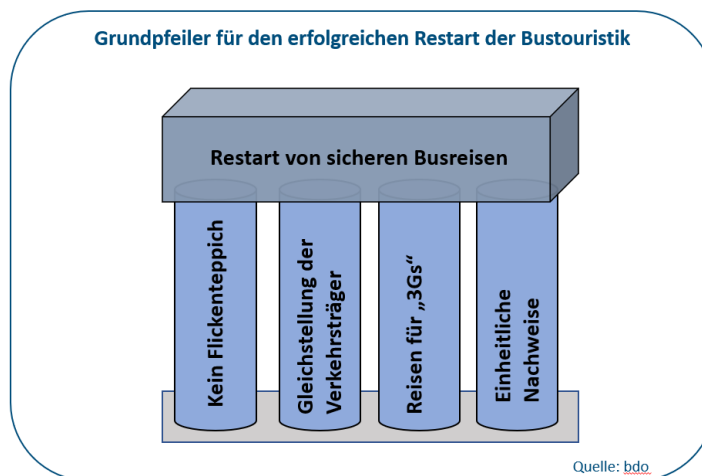 Grundpfeiler für den erfolgreichen Restart der Bustouristik
Restart von sicheren Busreisen
Kein Flickenteppich
Gleichstellung der
Verkehrsträger
Reisen für „3Gs“
Einheitliche
Nachweise
Quelle: bdo